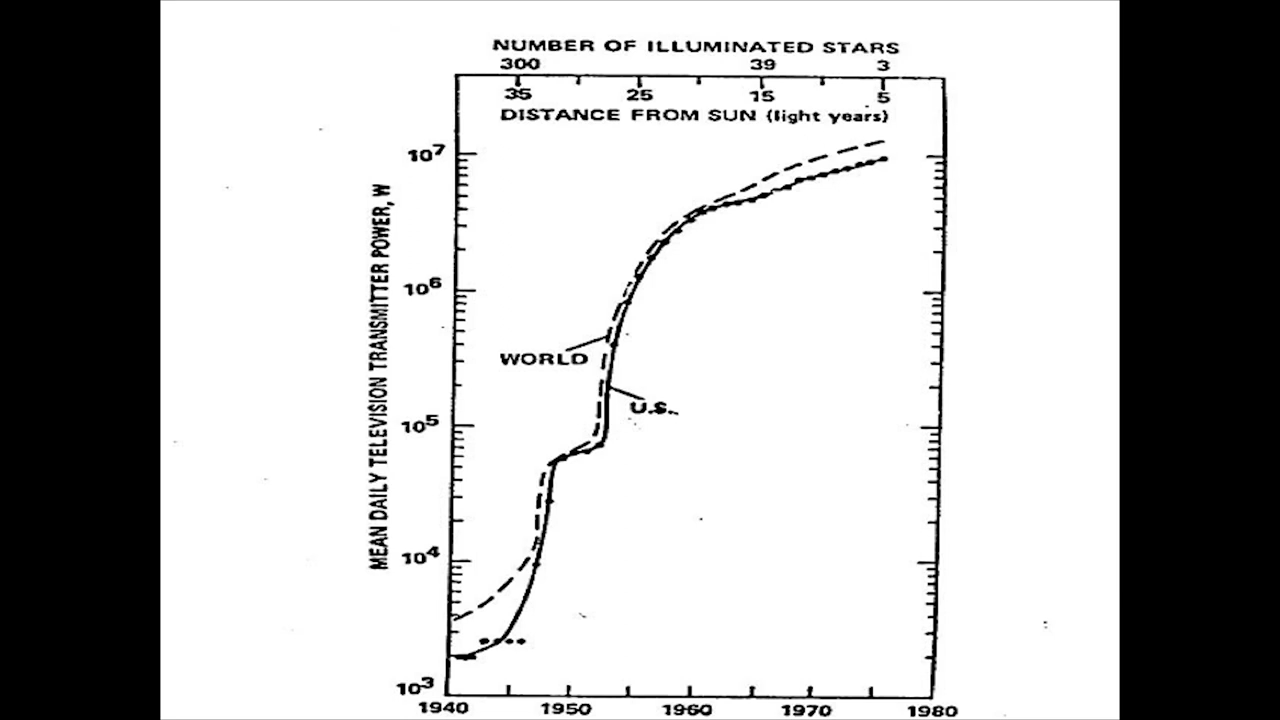 NUMBER OF ILLUMINATED STARS
300 39 3
35 25 15 5
DISTANCE FROM SUN (light years)
MEAN DAILY TELEVISION TRANSMITTER POWER, W
10⁷
10⁶
WORLD
U.S.
10⁵
10⁴
10³
1940 1950 1960 1970 1980